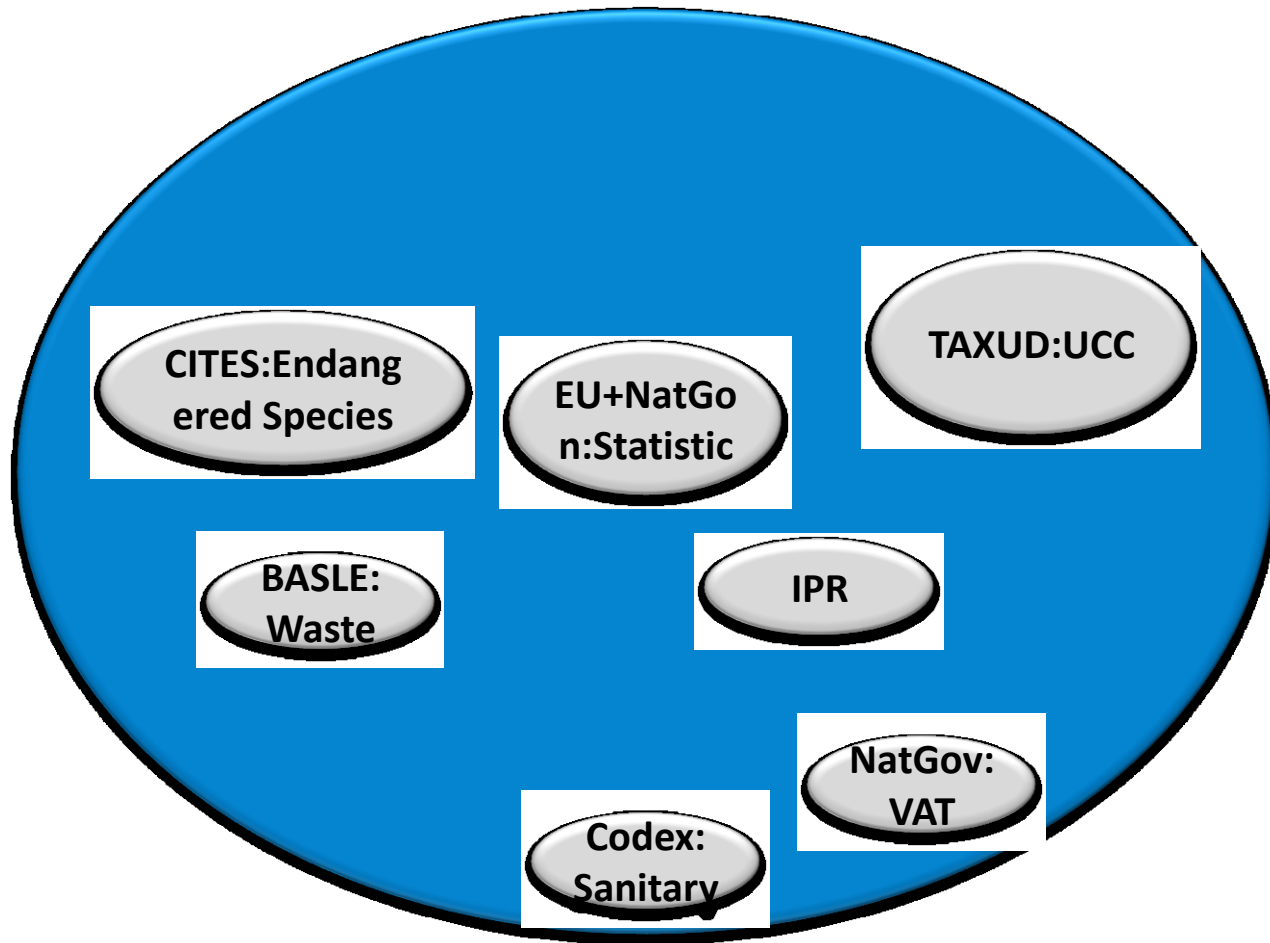 TAXUD:UCC
CITES:Endang
ered Species
EU+NatGo
n:Statistic
BASLE:
Waste
IPR
NatGov:
VAT
Codex:
Sanitary